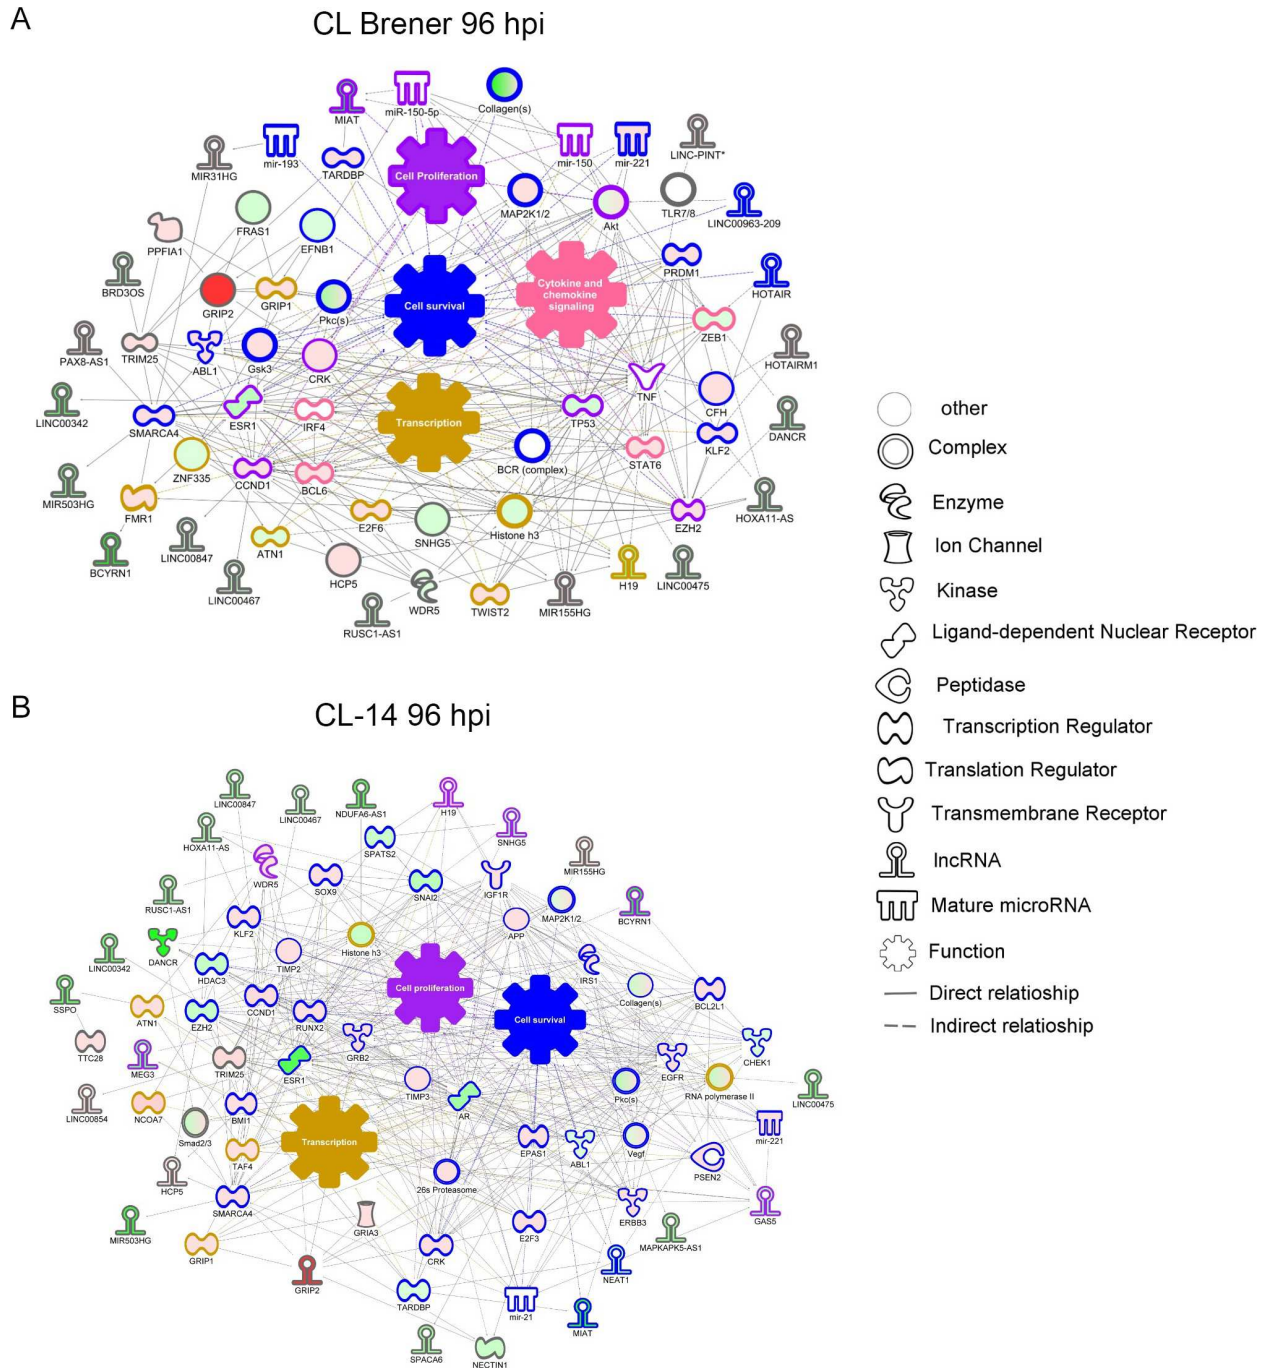 A
CL Brener 96 hpi
MIAT
miR-150-5p
Collagen(s)
mir-193
TARDBP
Cell Proliferation
mir-150
mir-221
LINC-PINT*
MIR31HG
MAP2K1/2
Akt
TLR7/8
LINC00963-209
FRAS1
EFNB1
PPFIA1
PRDM1
BRD3OS
GRIP2
GRIP1
Pkc(s)
Cell survival
Cytokine and
chemokine
signaling
HOTAIR
ZEB1
PAX8-AS1
TRIM25
ABL1
Gsk3
CRK
HOTAIRM1
TNF
CFH
LINC00342
SMARCA4
ESR1
IRF4
Transcription
TP53
KLF2
DANCR
ZNF335
CCND1
BCL6
BCR (complex)
STAT6
MIR503HG
FMR1
E2F6
SNHG5
Histone h3
EZH2
HOXA11-AS
BCYRN1
LINC00847
ATN1
HCP5
LINC00467
WDR5
RUSC1-AS1
TWIST2
MIR155HG
H19
LINC00475
other
Complex
Enzyme
Ion Channel
Kinase
Ligand-dependent Nuclear Receptor
Peptidase
Transcription Regulator
Translation Regulator
Transmembrane Receptor
lncRNA
Mature microRNA
Function
Direct relatioship
Indirect relatioship
B
CL-14 96 hpi
LINC00847
LINC00467
NDUFA6-AS1
H19
HOXA11-AS
SPATS2
SNHG5
MIR155HG
WDR5
SOX9
SNAI2
IGF1R
MAP2K1/2
BCYRN1
RUSC1-AS1
KLF2
APP
DANCR
Histone h3
TIMP2
LINC00342
HDAC3
IRS1
Cell proliferation
Collagen(s)
BCL2L1
SSPO
ATN1
EZH2
CCND1
RUNX2
Cell survival
TTC28
GRB2
CHEK1
MEG3
TRIM25
ESR1
EGFR
TIMP3
Pkc(s)
RNA polymerase II
LINC00475
LINC00854
NCOA7
BMI1
AR
Smad2/3
Transcription
mir-221
TAF4
EPAS1
ABL1
Vegf
HCP5
26s Proteasome
PSEN2
SMARCA4
ERBB3
GAS5
MIR503HG
GRIA3
E2F3
MAPKAPK5-AS1
GRIP1
CRK
GRIP2
NEAT1
TARDBP
mir-21
MIAT
SPACA6
NECTIN1